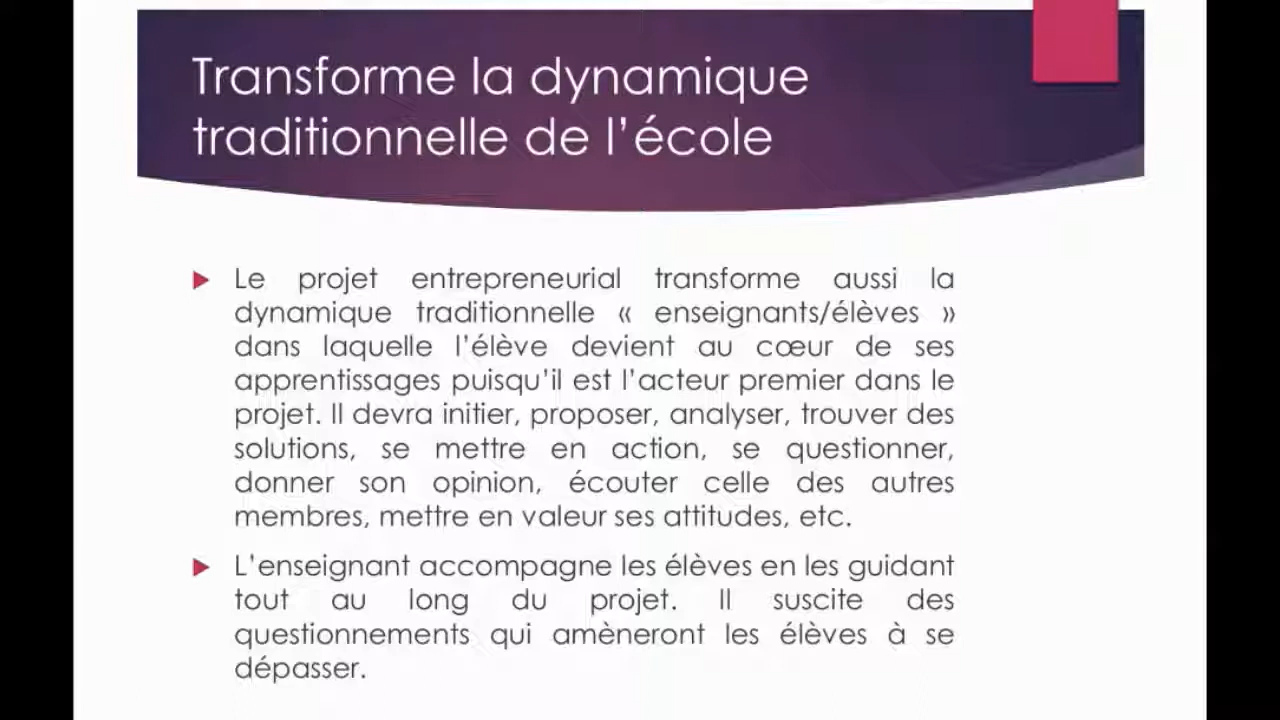 Transforme la dynamique
traditionnelle de l’école
Le projet entrepreneurial transforme aussi la
dynamique traditionnelle « enseignants/élèves »
dans laquelle l’élève devient au cœur de ses
apprentissages puisqu’il est l’acteur premier dans le
projet. Il devra initier, proposer, analyser, trouver des
solutions, se mettre en action, se questionner,
donner son opinion, écouter celle des autres
membres, mettre en valeur ses attitudes, etc.
L’enseignant accompagne les élèves en les guidant
tout au long du projet. Il suscite des
questionnements qui amèneront les élèves à se
dépasser.